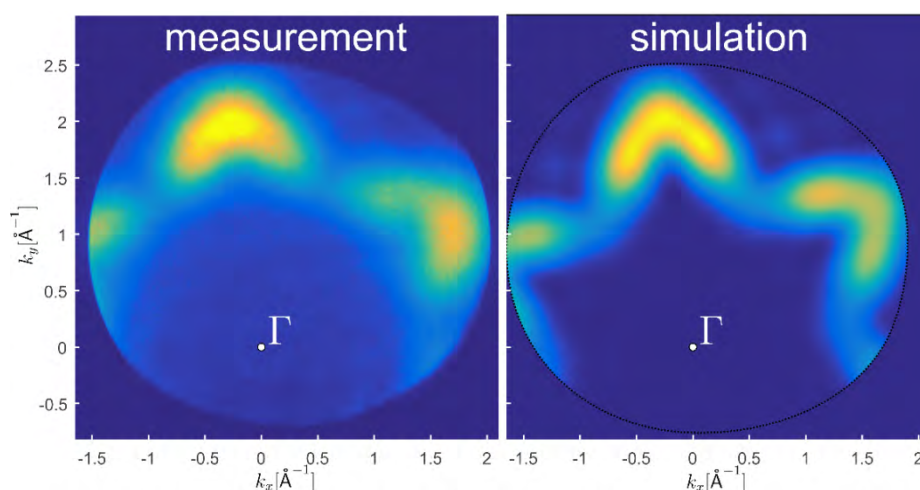 measurement
simulation
2.5
2
1.5
1
0.5
0
-0.5
k_y[Å^-1]
Γ
Γ
-1.5 -1 -0.5 0 0.5 1 1.5 2
-1.5 -1 -0.5 0 0.5 1 1.5 2
k_x[Å^-1]
k_x[Å^-1]